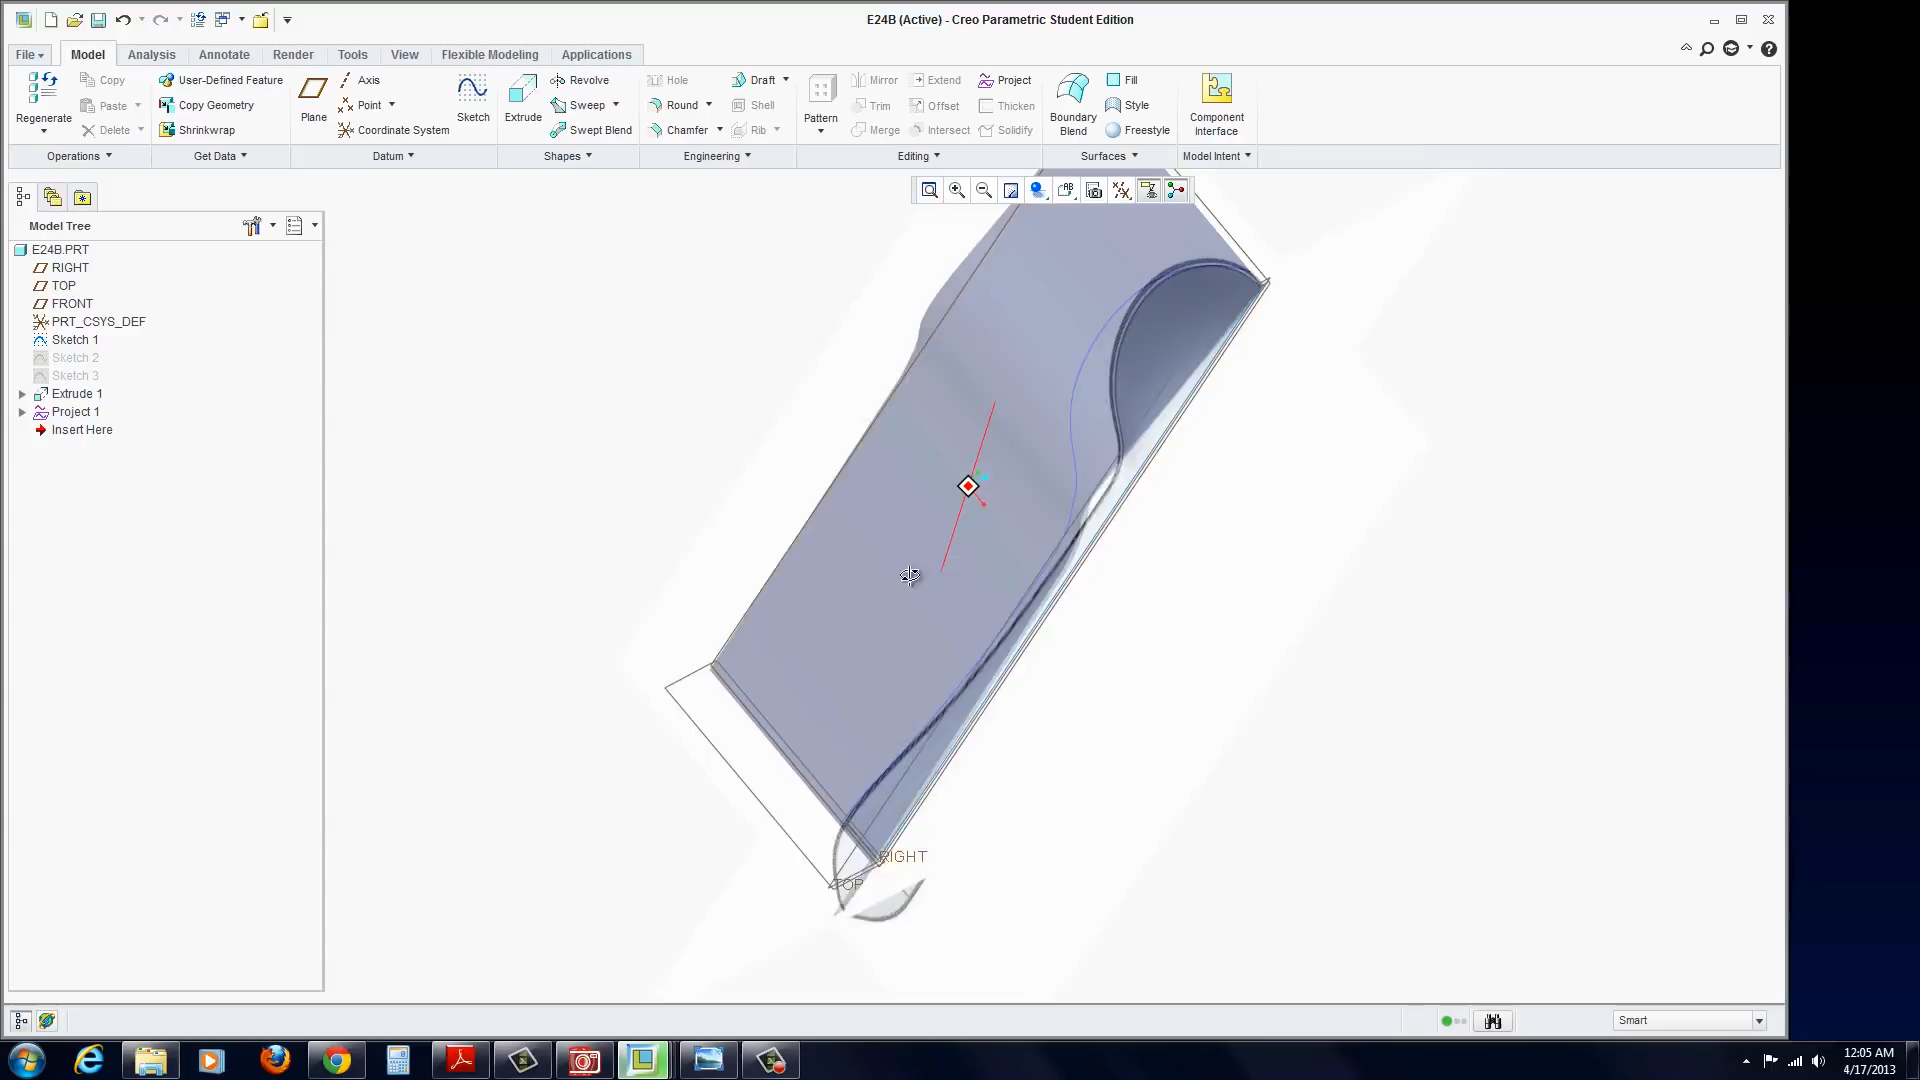 E24B (Active) - Creo Parametric Student Edition
File
Model
Analysis
Annotate
Render
Tools
View
Flexible Modeling
Applications
Regenerate
Copy
Paste
Delete
User-Defined Feature
Copy Geometry
Shrinkwrap
Plane
Axis
Point
Coordinate System
Sketch
Extrude
Revolve
Sweep
Swept Blend
Hole
Round
Chamfer
Draft
Shell
Rib
Pattern
Mirror
Trim
Merge
Extend
Offset
Intersect
Project
Thicken
Solidify
Boundary
Blend
Fill
Style
Freestyle
Component
Interface
Operations
Get Data
Datum
Shapes
Engineering
Editing
Surfaces
Model Intent
Model Tree
E24B.PRT
RIGHT
TOP
FRONT
PRT_CSYS_DEF
Sketch 1
Sketch 2
Sketch 3
Extrude 1
Project 1
Insert Here
RIGHT
TOP
Smart
12:05 AM
4/17/2013